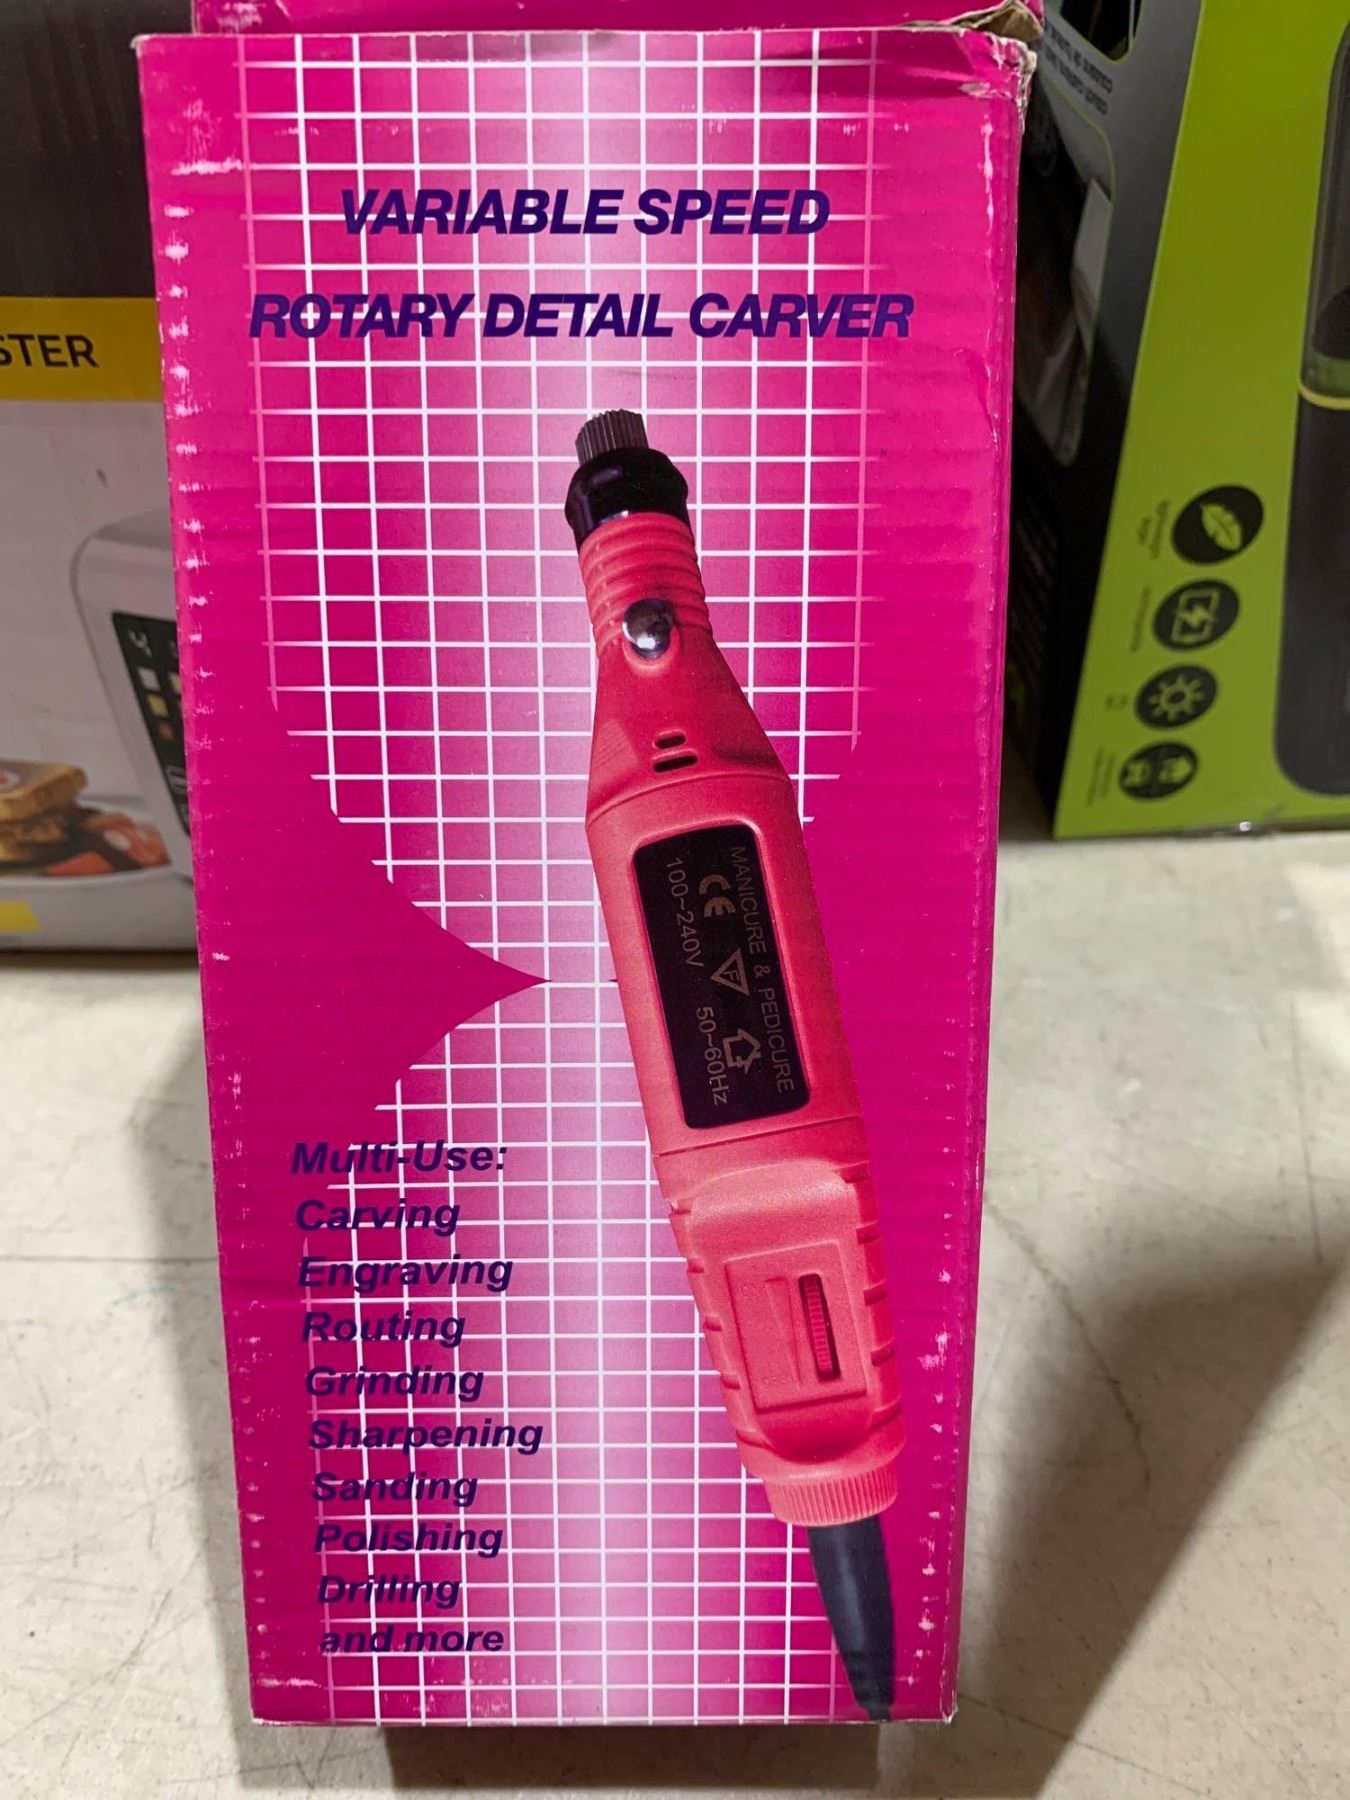 VARIABLE SPEED
ROTARY DETAIL CARVER
STER
MANICURE & PEDICURE
CE F
100~240V 50~60Hz
Multi-Use:
Carving
Engraving
Routing
Grinding
Sharpening
Sanding
Polishing
Drilling
and more